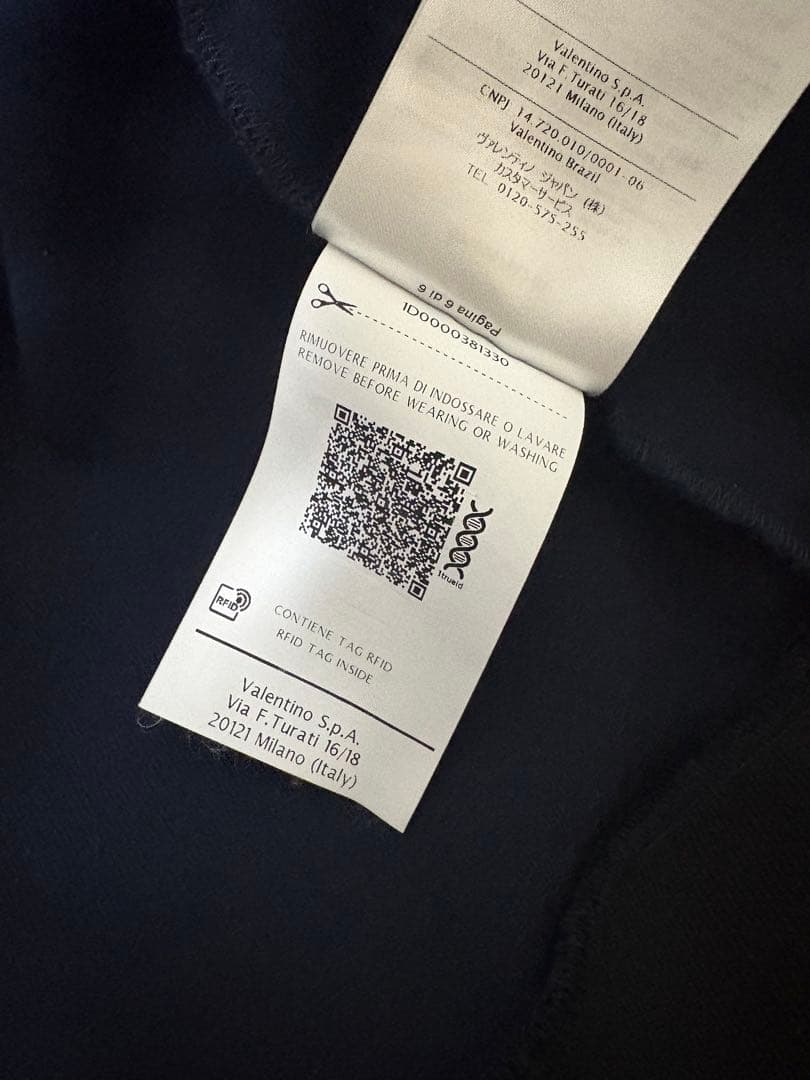 Valentino S.p.A.
Via F. Turati 16/18
20121 Milano (Italy)
CNPJ 14.720.010/0001-06
Valentino Brazil
ヴァレンティノ ジャパン (株)
カスタマーサービス
TEL 0120-575-255
Pagina 6 di 6
1D0000381330
RIMUOVERE PRIMA DI INDOSSARE O LAVARE
REMOVE BEFORE WEARING OR WASHING
1trueid
RFID
CONTIENE TAG RFID
RFID TAG INSIDE
Valentino S.p.A.
Via F.Turati 16/18
20121 Milano (Italy)